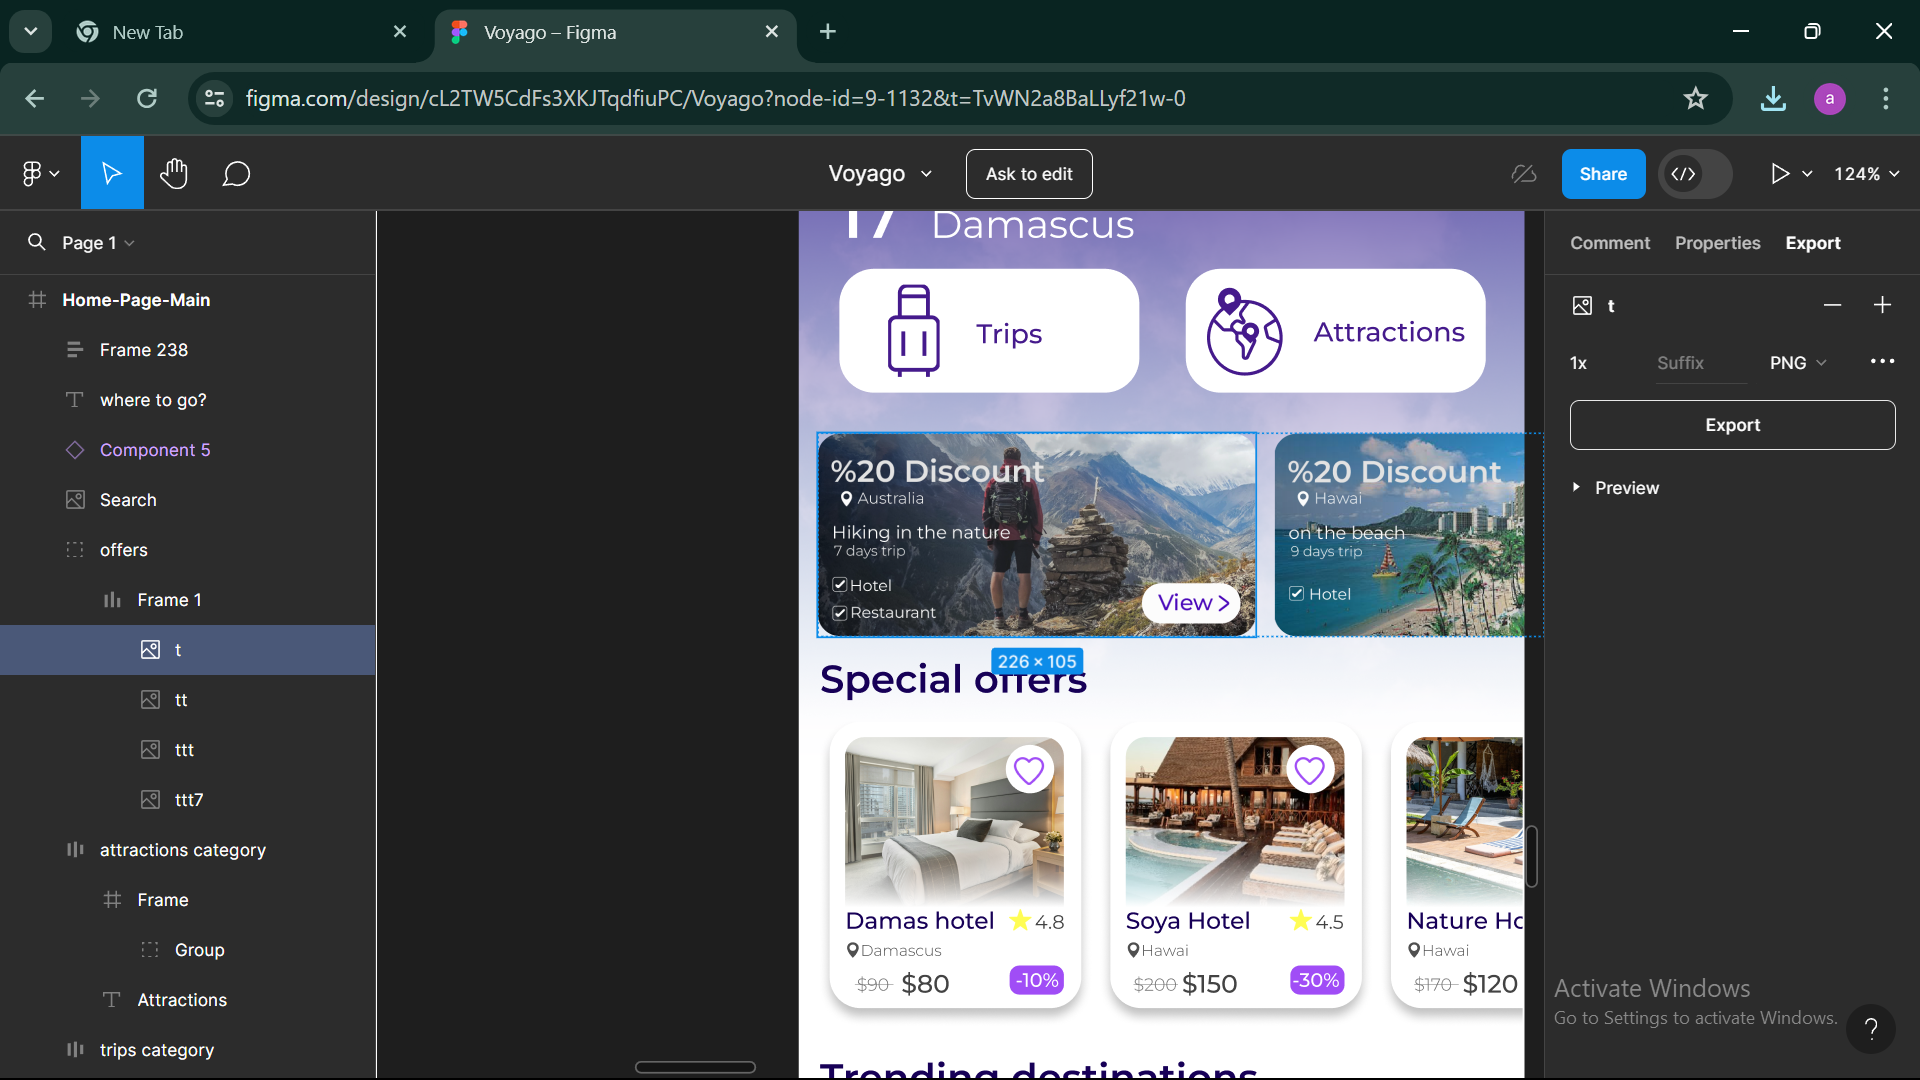 New Tab
Voyago – Figma
figma.com/design/cL2TW5CdFs3XKJTqdfiuPC/Voyago?node-id=9-1132&t=TvWN2a8BaLLyf21w-0
a
Voyago
Ask to edit
Share
</>
124%
Page 1
Home-Page-Main
Frame 238
where to go?
Component 5
Search
offers
Frame 1
t
tt
ttt
ttt7
attractions category
Frame
Group
Attractions
trips category
17 Damascus
Trips
Attractions
%20 Discount
Australia
Hiking in the nature
7 days trip
Hotel
Restaurant
View >
%20 Discount
Hawai
on the beach
9 days trip
Hotel
226 × 105
Special offers
Damas hotel 4.8
Damascus
$90 $80 -10%
Soya Hotel 4.5
Hawai
$200 $150 -30%
Nature Ho
Hawai
$170 $120
Trending destinations
Comment Properties Export
t
1x Suffix PNG
Export
Preview
Activate Windows
Go to Settings to activate Windows.
?